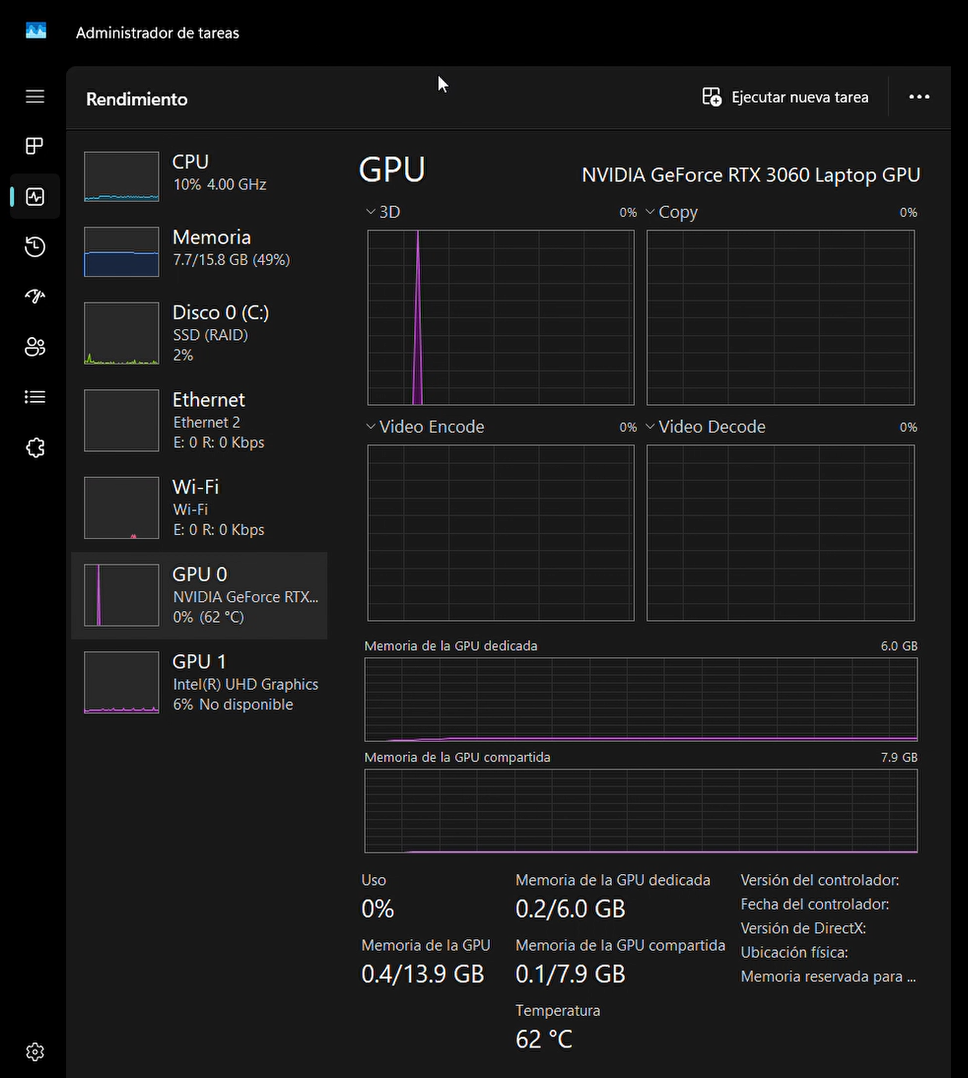 Administrador de tareas
Rendimiento
Ejecutar nueva tarea
CPU
10% 4.00 GHz
Memoria
7.7/15.8 GB (49%)
Disco 0 (C:)
SSD (RAID)
2%
Ethernet
Ethernet 2
E: 0 R: 0 Kbps
Wi-Fi
Wi-Fi
E: 0 R: 0 Kbps
GPU 0
NVIDIA GeForce RTX...
0% (62 °C)
GPU 1
Intel(R) UHD Graphics
6% No disponible
GPU
NVIDIA GeForce RTX 3060 Laptop GPU
3D 0%
Copy 0%
Video Encode 0%
Video Decode 0%
Memoria de la GPU dedicada 6.0 GB
Memoria de la GPU compartida 7.9 GB
Uso
0%
Memoria de la GPU
0.4/13.9 GB
Memoria de la GPU dedicada
0.2/6.0 GB
Memoria de la GPU compartida
0.1/7.9 GB
Temperatura
62 °C
Versión del controlador:
Fecha del controlador:
Versión de DirectX:
Ubicación física:
Memoria reservada para ...